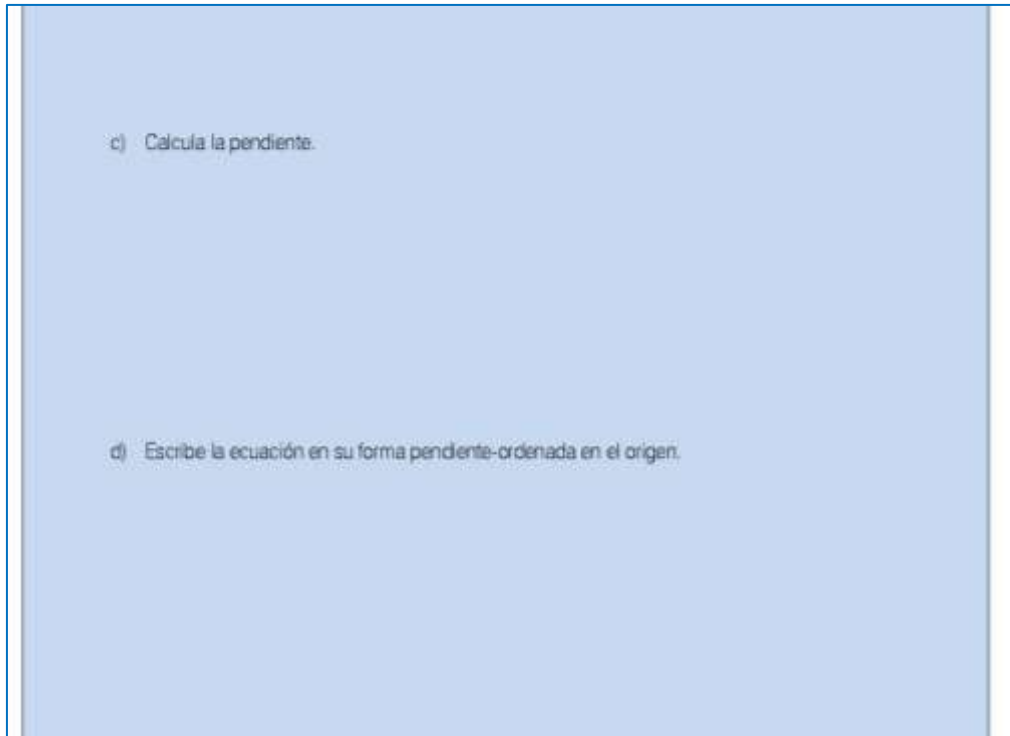 c) Calcula la pendiente.
d) Escribe la ecuación en su forma pendiente-ordenada en el origen.